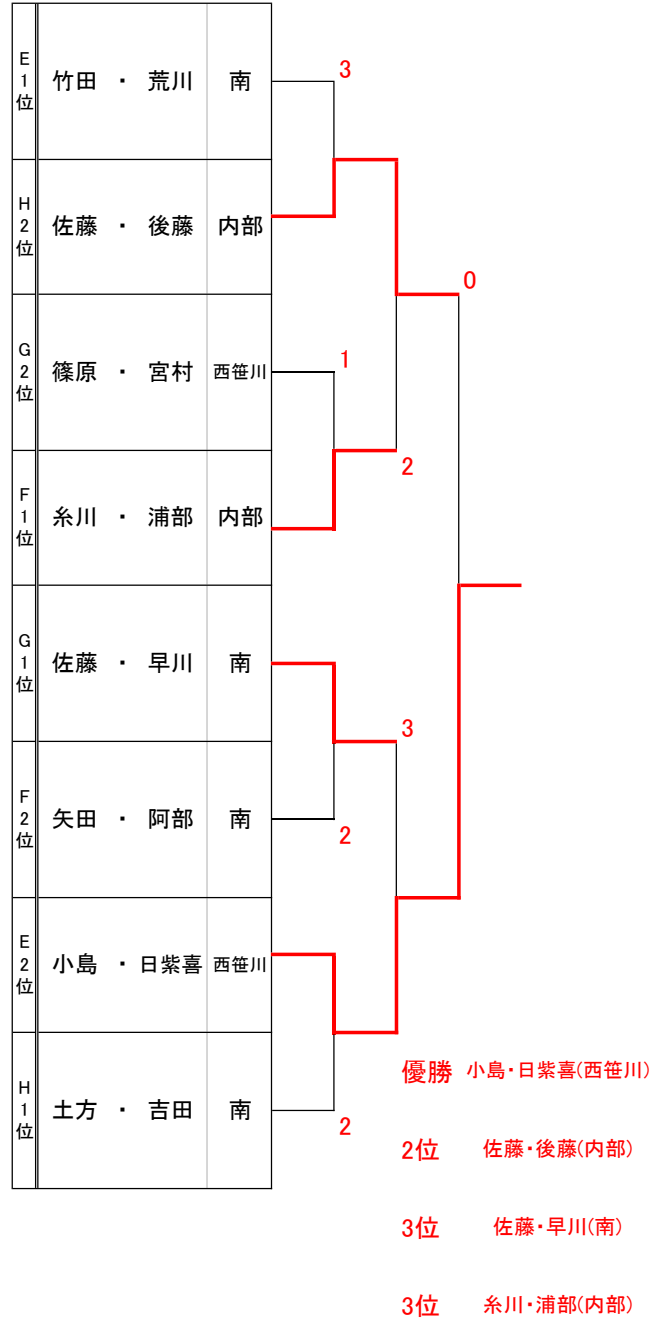 E1位 竹田 ・ 荒川 南
3
H2位 佐藤 ・ 後藤 内部
0
G2位 篠原 ・ 宮村 西笹川
1
2
F1位 糸川 ・ 浦部 内部
G1位 佐藤 ・ 早川 南
3
F2位 矢田 ・ 阿部 南
2
E2位 小島 ・ 日紫喜 西笹川
H1位 土方 ・ 吉田 南
2
優勝 小島・日紫喜(西笹川)
2位 佐藤・後藤(内部)
3位 佐藤・早川(南)
3位 糸川・浦部(内部)